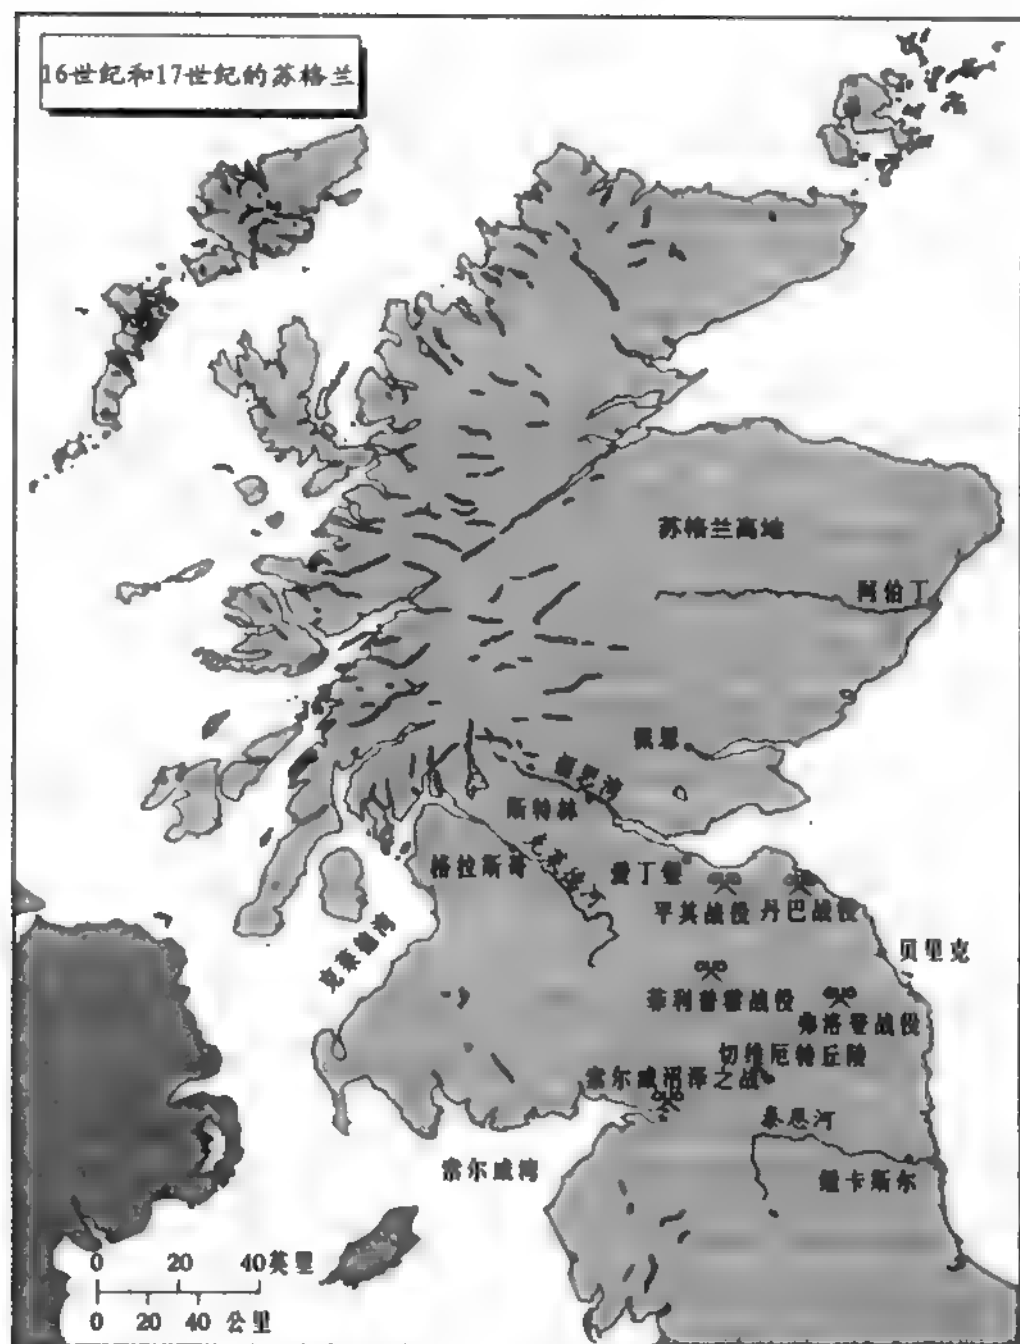 16世纪和17世纪的苏格兰
苏格兰高地
阿伯丁
佩思
福思湾
斯特林
克莱德河
格拉斯哥
爱丁堡
平其战役
丹巴战役
克莱德湾
贝里克
菲利普霍战役
弗洛登战役
切维厄特丘陵
索尔威沼泽之战
泰恩河
索尔威湾
纽卡斯尔
0 20 40英里
0 20 40 公里